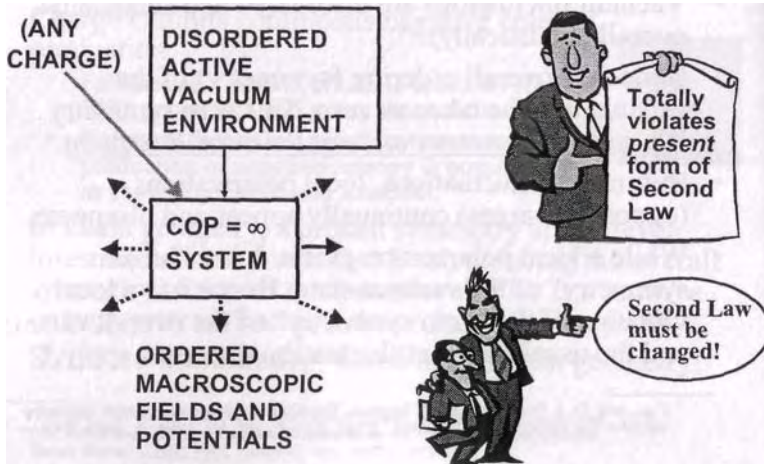 (ANY
CHARGE)
DISORDERED
ACTIVE
VACUUM
ENVIRONMENT
COP = ∞
SYSTEM
ORDERED
MACROSCOPIC
FIELDS AND
POTENTIALS
Totally
violates
present
form of
Second
Law
Second Law
must be
changed!